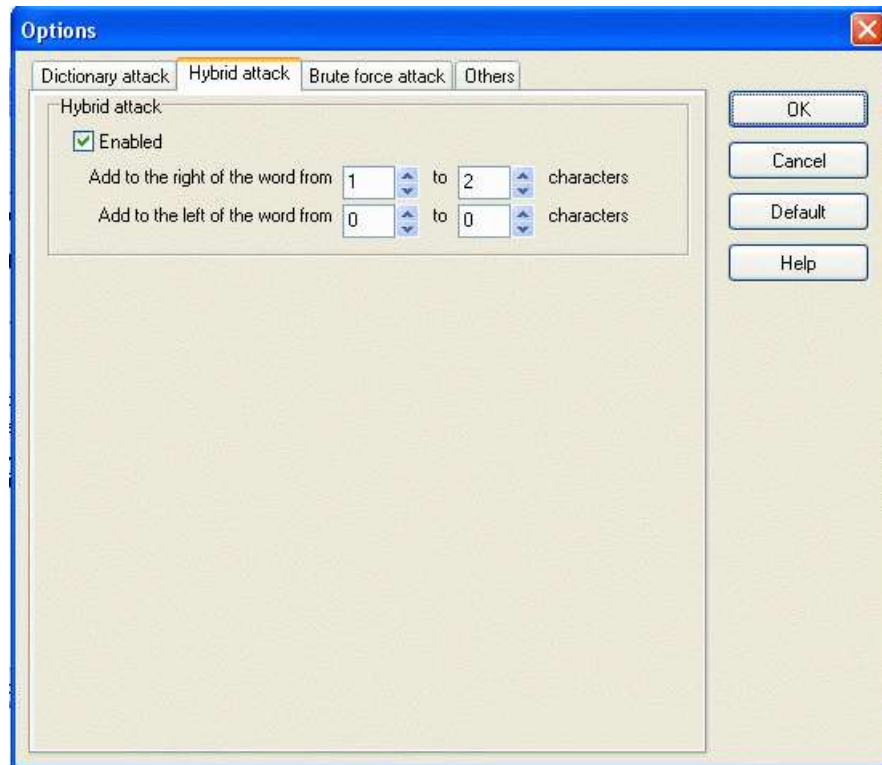 Options
Dictionary attack Hybrid attack Brute force attack Others
Hybrid attack
Enabled
Add to the right of the word from 1 to 2 characters
Add to the left of the word from 0 to 0 characters
OK
Cancel
Default
Help